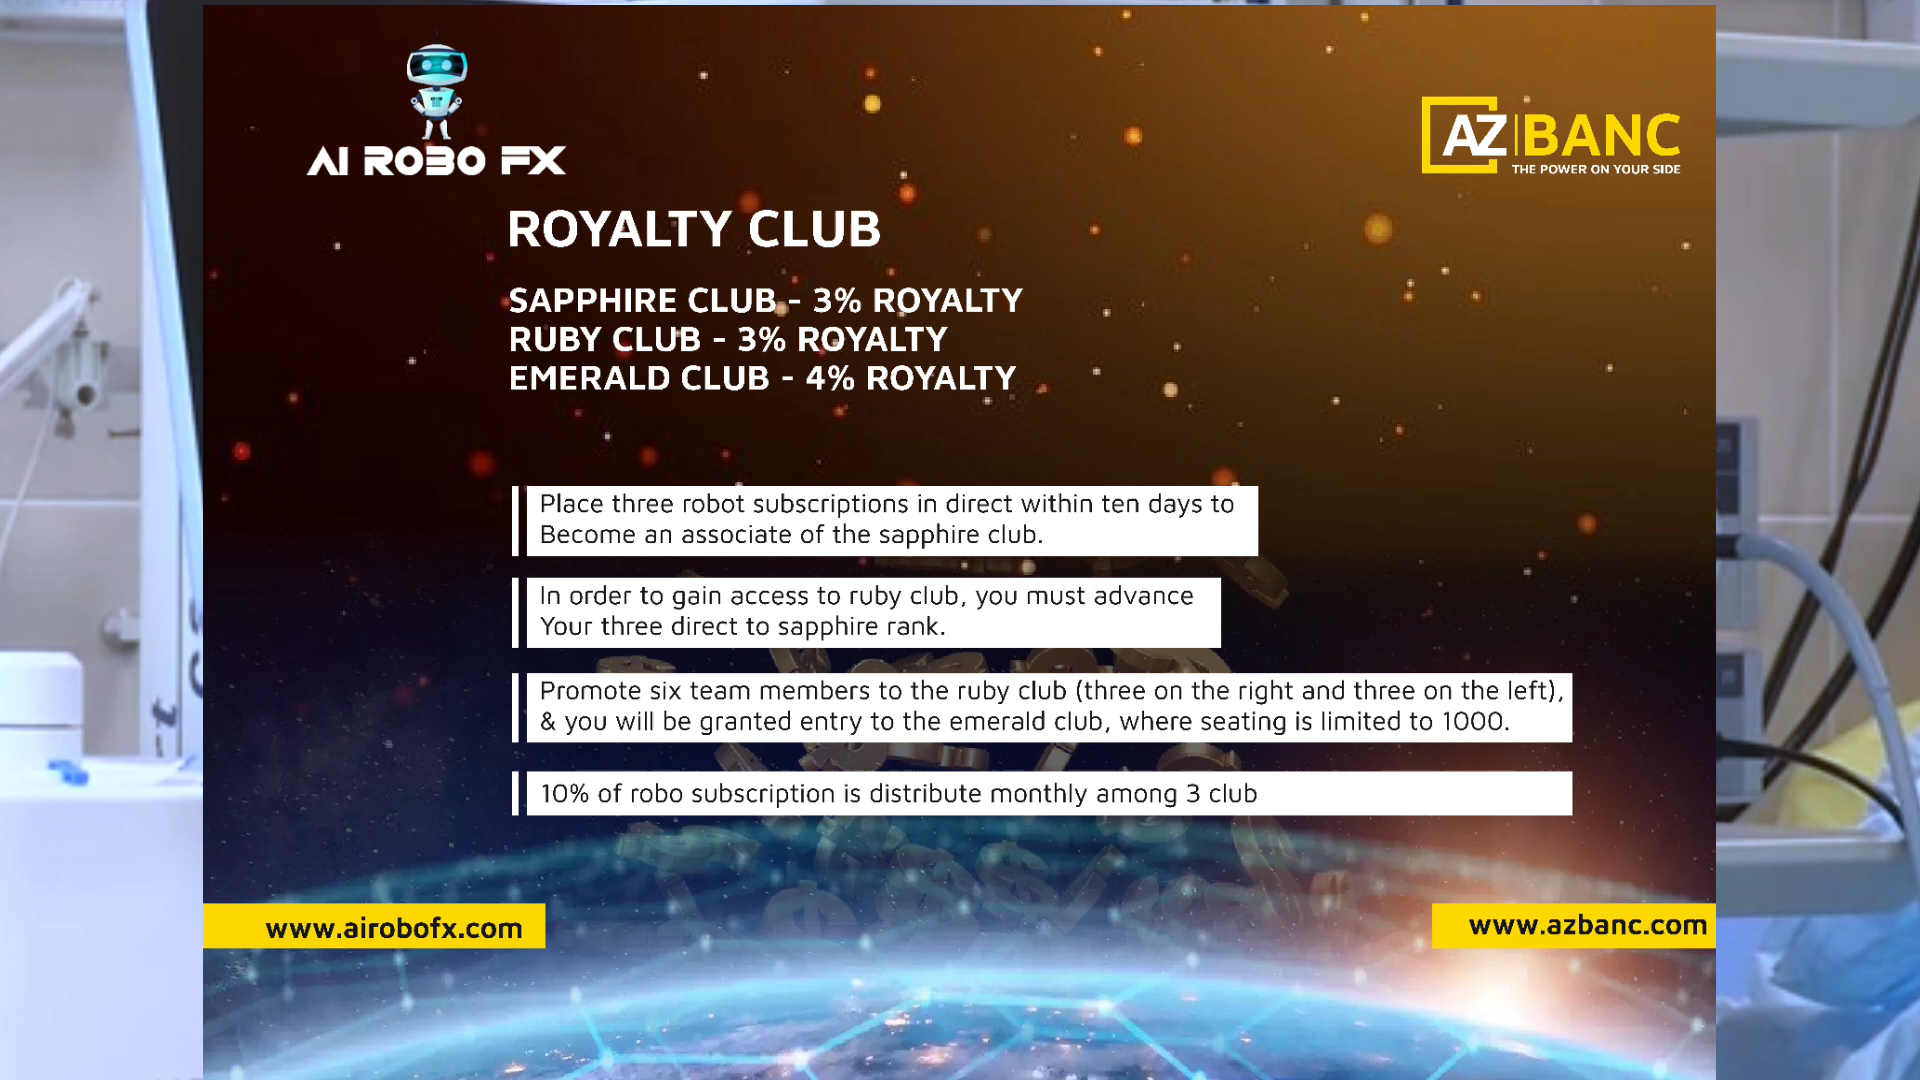 AI ROBO FX
AZ BANC
THE POWER ON YOUR SIDE
ROYALTY CLUB
SAPPHIRE CLUB - 3% ROYALTY
RUBY CLUB - 3% ROYALTY
EMERALD CLUB - 4% ROYALTY
Place three robot subscriptions in direct within ten days to
Become an associate of the sapphire club.
In order to gain access to ruby club, you must advance
Your three direct to sapphire rank.
Promote six team members to the ruby club (three on the right and three on the left),
& you will be granted entry to the emerald club, where seating is limited to 1000.
10% of robo subscription is distribute monthly among 3 club
www.airobofx.com
www.azbanc.com